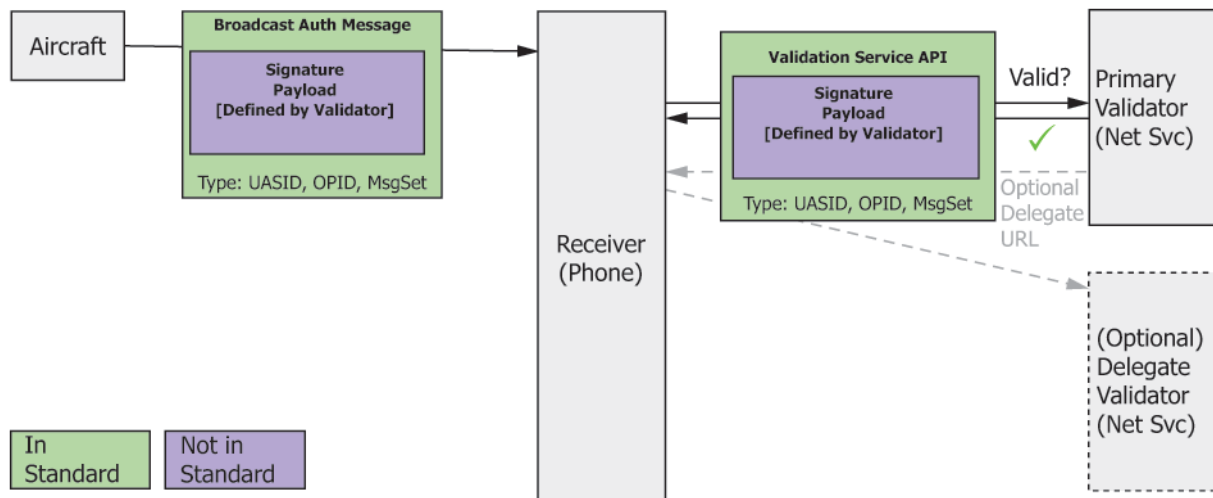 Aircraft
Broadcast Auth Message
Signature
Payload
[Defined by Validator]
Type: UASID, OPID, MsgSet
Receiver
(Phone)
Validation Service API
Signature
Payload
[Defined by Validator]
Type: UASID, OPID, MsgSet
Valid?
Optional
Delegate
URL
Primary
Validator
(Net Svc)
(Optional)
Delegate
Validator
(Net Svc)
In
Standard
Not in
Standard